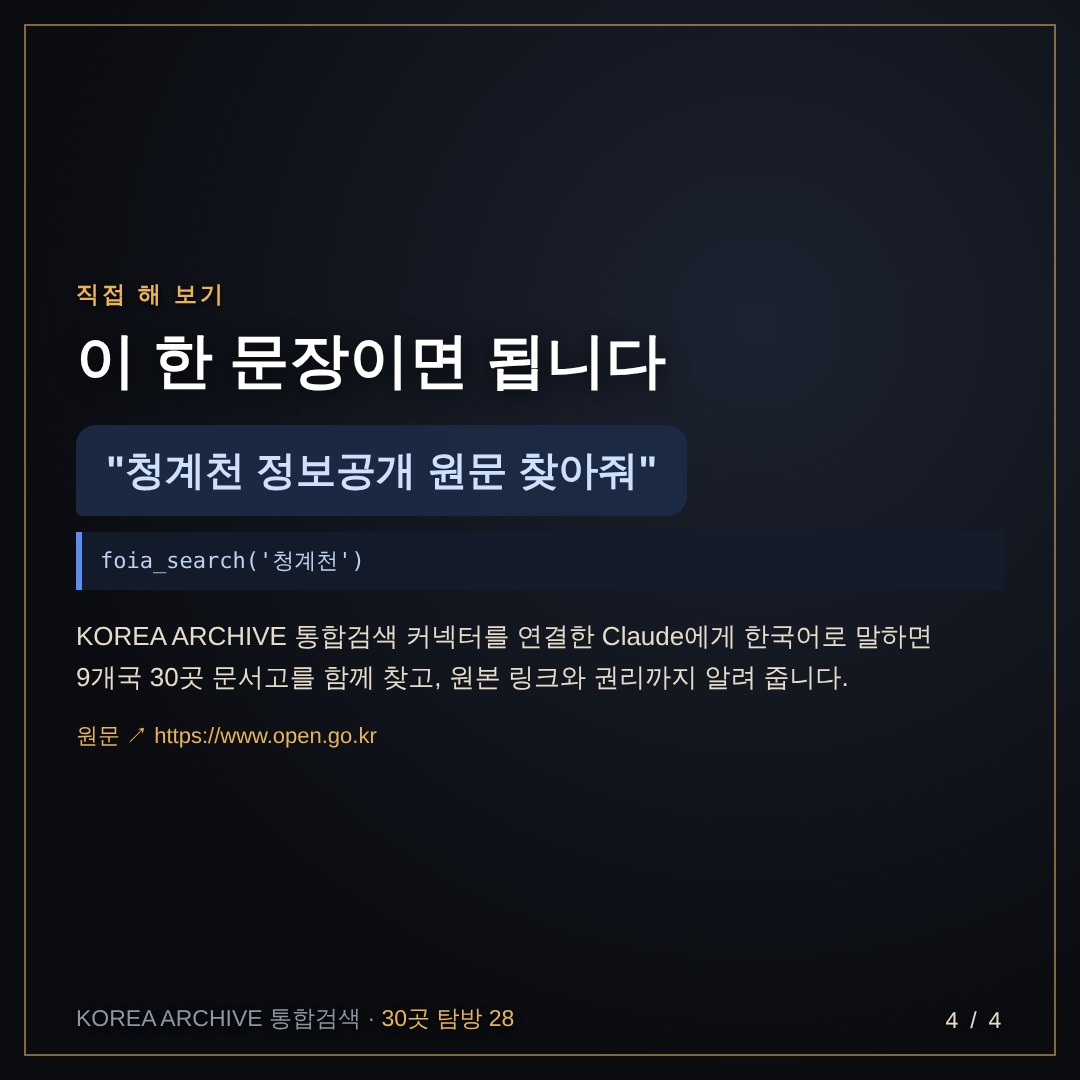 직접 해 보기
이 한 문장이면 됩니다
"청계천 정보공개 원문 찾아줘"
foia_search('청계천')
KOREA ARCHIVE 통합검색 커넥터를 연결한 Claude에게 한국어로 말하면
9개국 30곳 문서고를 함께 찾고, 원본 링크와 권리까지 알려 줍니다.
원문 ↗ https://www.open.go.kr
KOREA ARCHIVE 통합검색 · 30곳 탐방 28
4 / 4